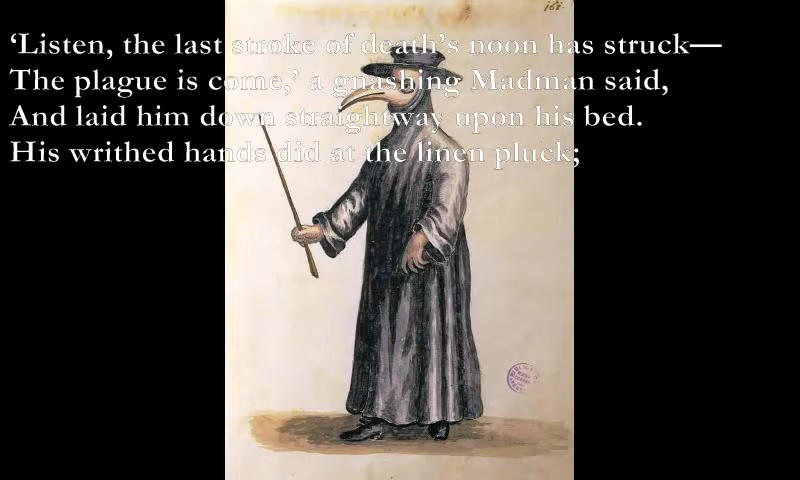 ‘Listen, the last stroke of death’s noon has struck—
The plague is come,’ a gnashing Madman said,
And laid him down straightway upon his bed.
His writhed hands did at the linen pluck;